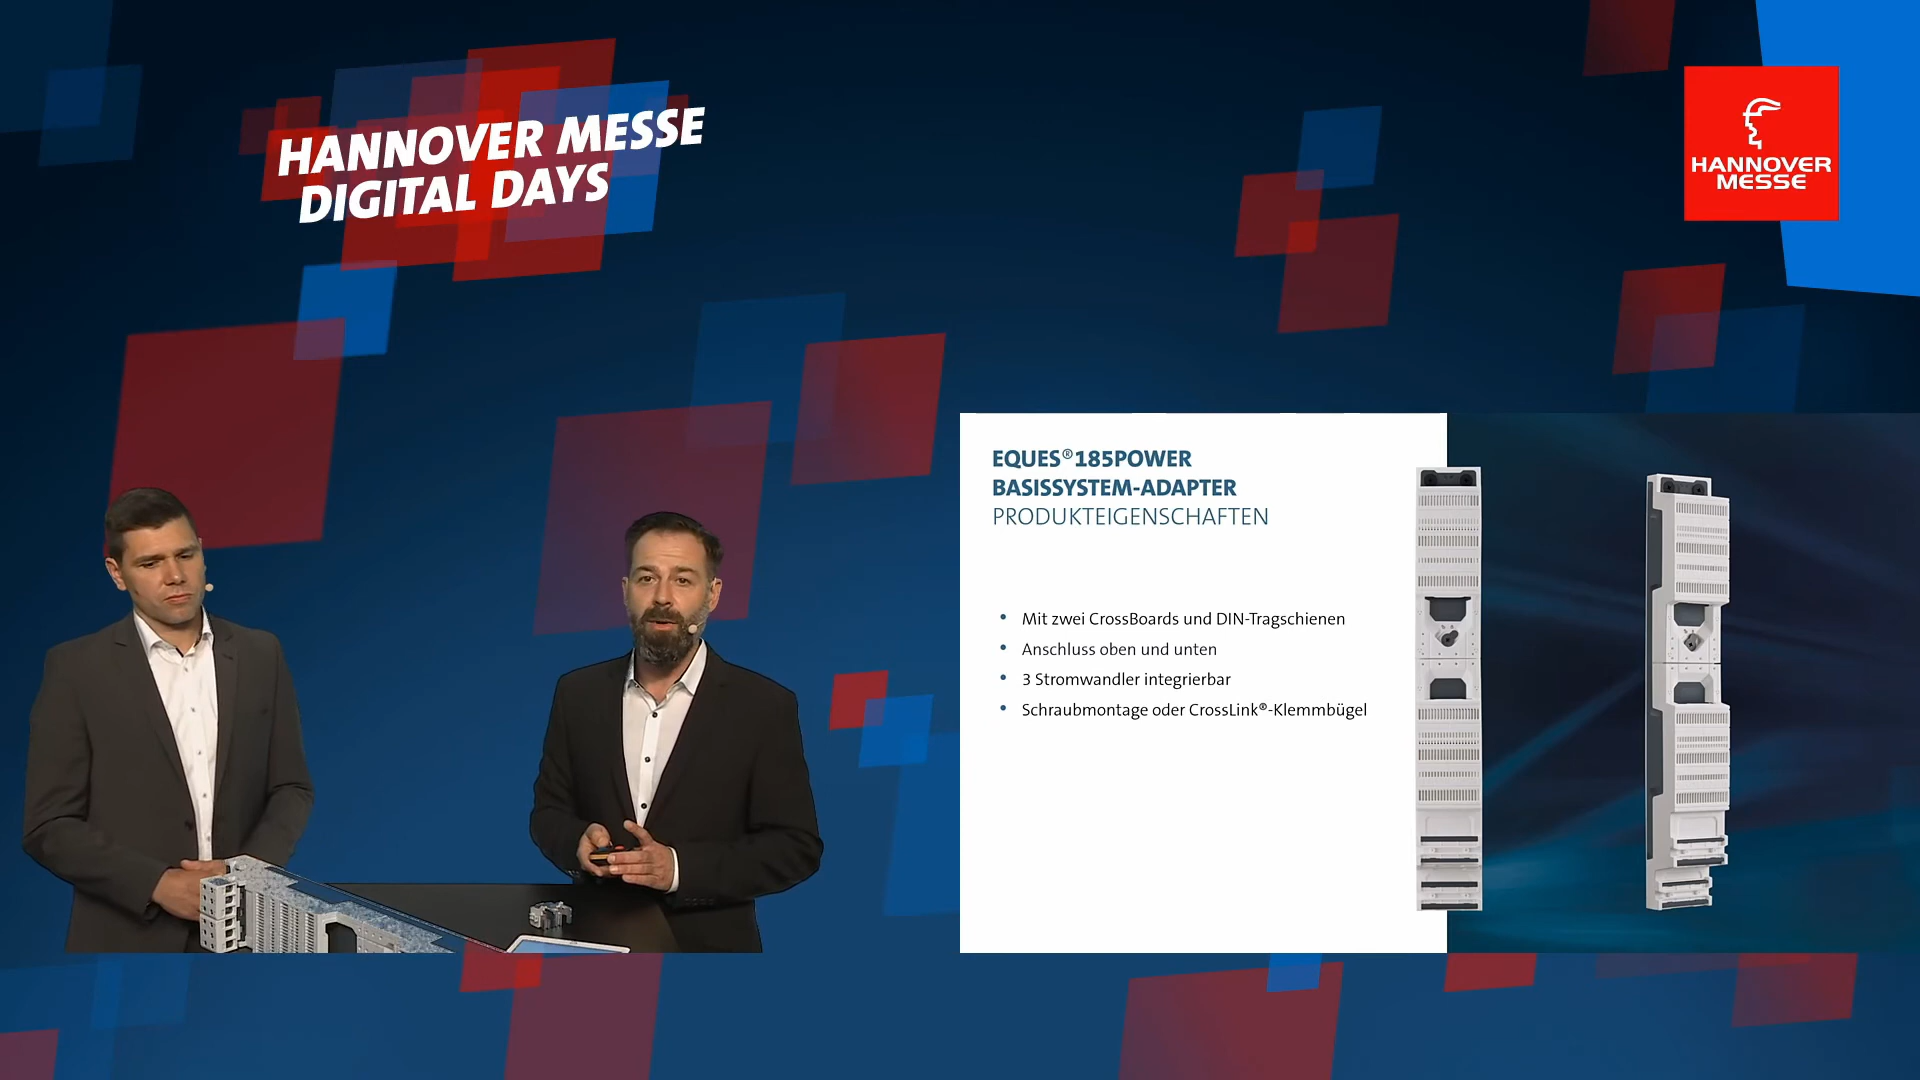 HANNOVER MESSE
DIGITAL DAYS
HANNOVER
MESSE
EQUES®185POWER
BASISSYSTEM-ADAPTER
PRODUKTEIGENSCHAFTEN
• Mit zwei CrossBoards und DIN-Tragschienen
• Anschluss oben und unten
• 3 Stromwandler integrierbar
• Schraubmontage oder CrossLink®-Klemmbügel